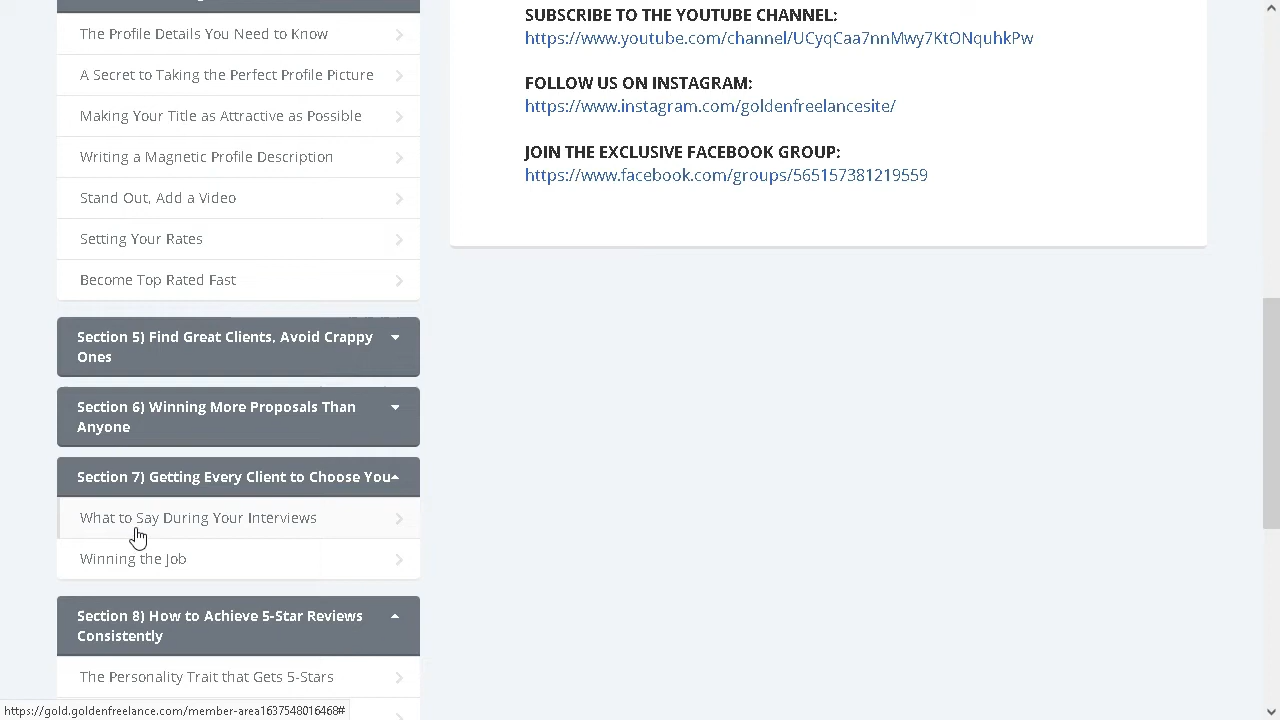 The Profile Details You Need to Know
A Secret to Taking the Perfect Profile Picture
Making Your Title as Attractive as Possible
Writing a Magnetic Profile Description
Stand Out, Add a Video
Setting Your Rates
Become Top Rated Fast
Section 5) Find Great Clients, Avoid Crappy
Ones
Section 6) Winning More Proposals Than
Anyone
Section 7) Getting Every Client to Choose You
What to Say During Your Interviews
Winning the Job
Section 8) How to Achieve 5-Star Reviews
Consistently
The Personality Trait that Gets 5-Stars
https://gold.goldenfreelance.com/member-area1637548016468#
SUBSCRIBE TO THE YOUTUBE CHANNEL:
https://www.youtube.com/channel/UCyqCaa7nnMwy7KtONquhkPw
FOLLOW US ON INSTAGRAM:
https://www.instagram.com/goldenfreelancesite/
JOIN THE EXCLUSIVE FACEBOOK GROUP:
https://www.facebook.com/groups/565157381219559